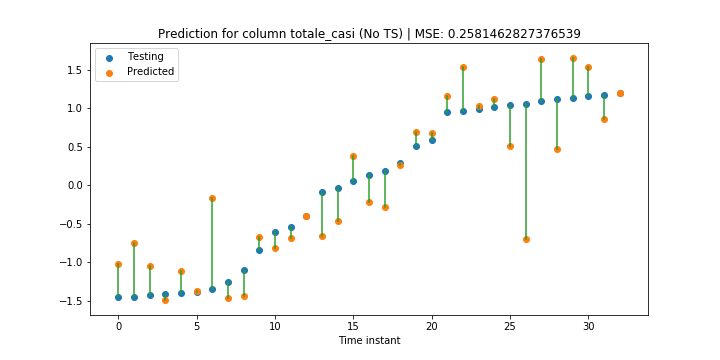 Prediction for column totale_casi (No TS) | MSE: 0.2581462827376539
Testing
Predicted
1.5
1.0
0.5
0.0
−0.5
−1.0
−1.5
0 5 10 15 20 25 30
Time instant